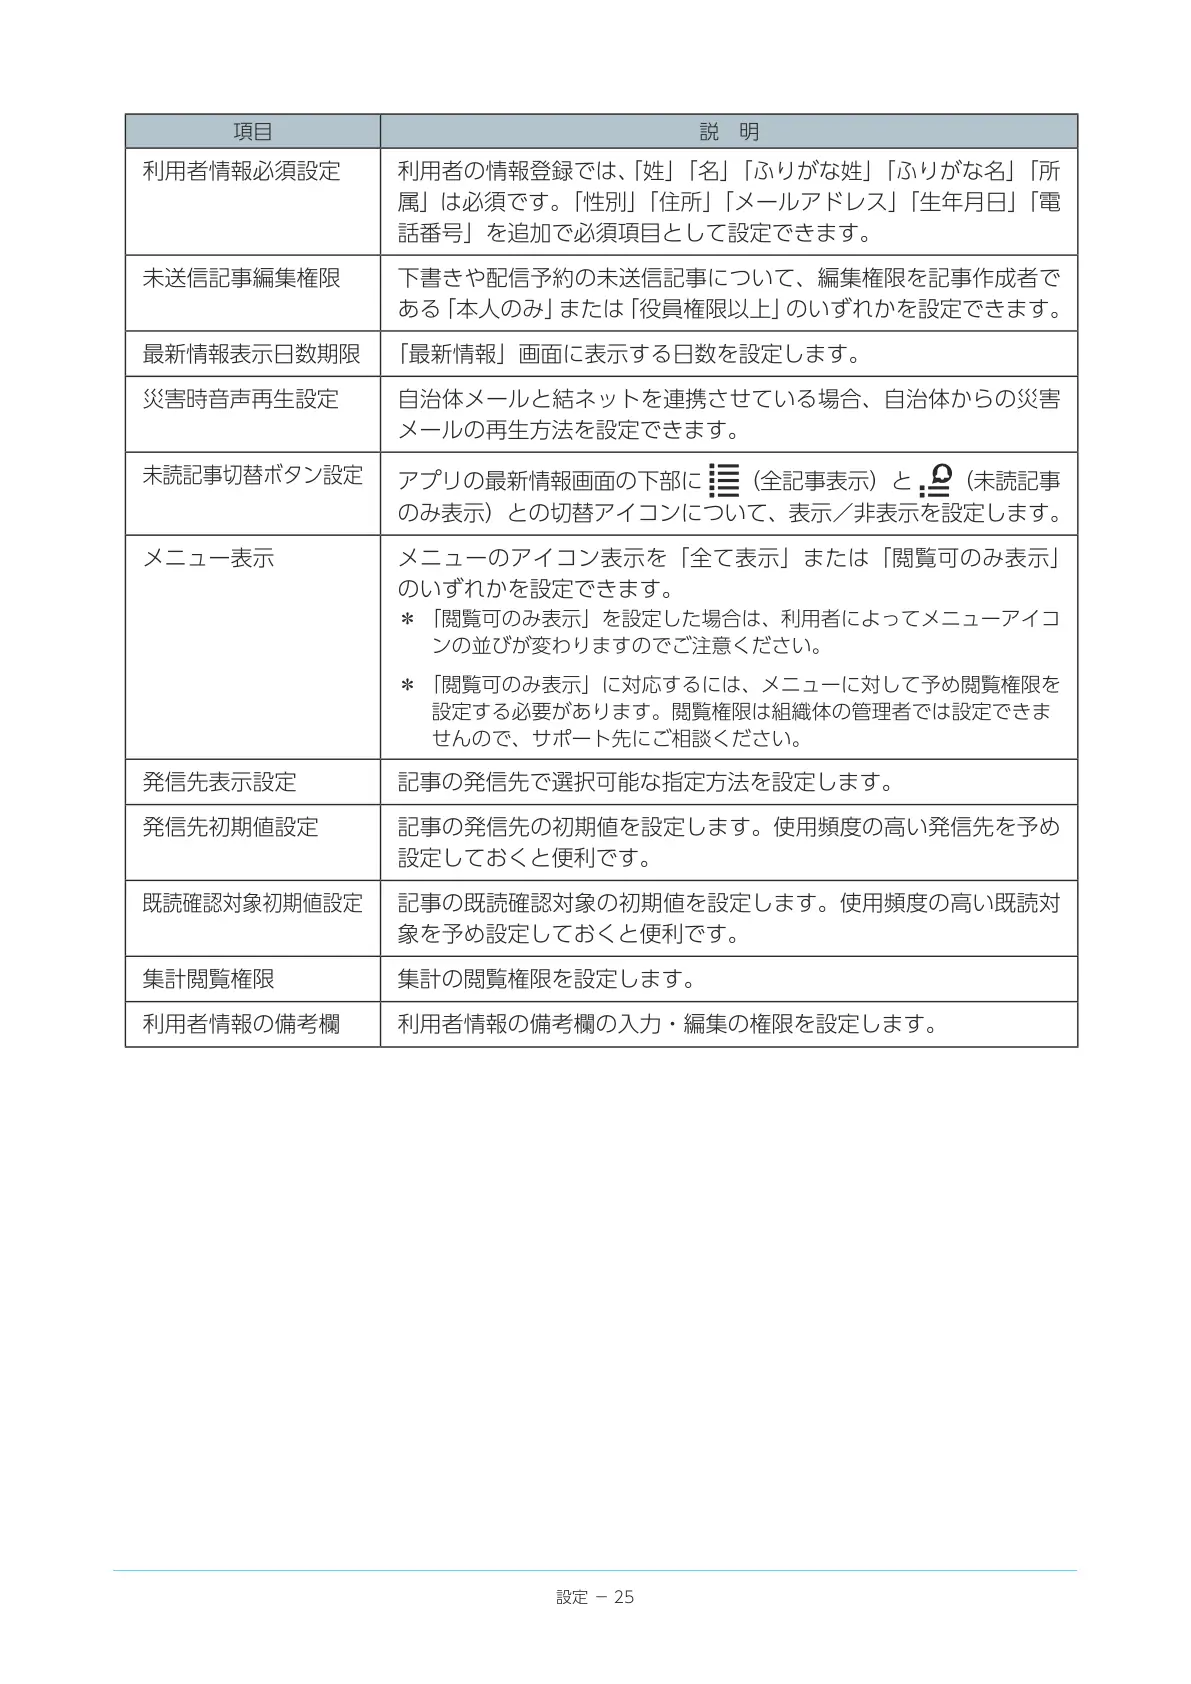 項目
説　明
利用者情報必須設定
利用者の情報登録では、「姓」「名」「ふりがな姓」「ふりがな名」「所
属」は必須です。「性別」「住所」「メールアドレス」「生年月日」「電
話番号」を追加で必須項目として設定できます。
未送信記事編集権限
下書きや配信予約の未送信記事について、編集権限を記事作成者で
ある「本人のみ」または「役員権限以上」のいずれかを設定できます。
最新情報表示日数期限
「最新情報」画面に表示する日数を設定します。
災害時音声再生設定
自治体メールと結ネットを連携させている場合、自治体からの災害
メールの再生方法を設定できます。
未読記事切替ボタン設定
アプリの最新情報画面の下部に（全記事表示）と（未読記事
のみ表示）との切替アイコンについて、表示／非表示を設定します。
メニュー表示
メニューのアイコン表示を「全て表示」または「閲覧可のみ表示」
のいずれかを設定できます。
＊「閲覧可のみ表示」を設定した場合は、利用者によってメニューアイコ
ンの並びが変わりますのでご注意ください。
＊「閲覧可のみ表示」に対応するには、メニューに対して予め閲覧権限を
設定する必要があります。閲覧権限は組織体の管理者では設定できま
せんので、サポート先にご相談ください。
発信先表示設定
記事の発信先で選択可能な指定方法を設定します。
発信先初期値設定
記事の発信先の初期値を設定します。使用頻度の高い発信先を予め
設定しておくと便利です。
既読確認対象初期値設定
記事の既読確認対象の初期値を設定します。使用頻度の高い既読対
象を予め設定しておくと便利です。
集計閲覧権限
集計の閲覧権限を設定します。
利用者情報の備考欄
利用者情報の備考欄の入力・編集の権限を設定します。
設定 − 25